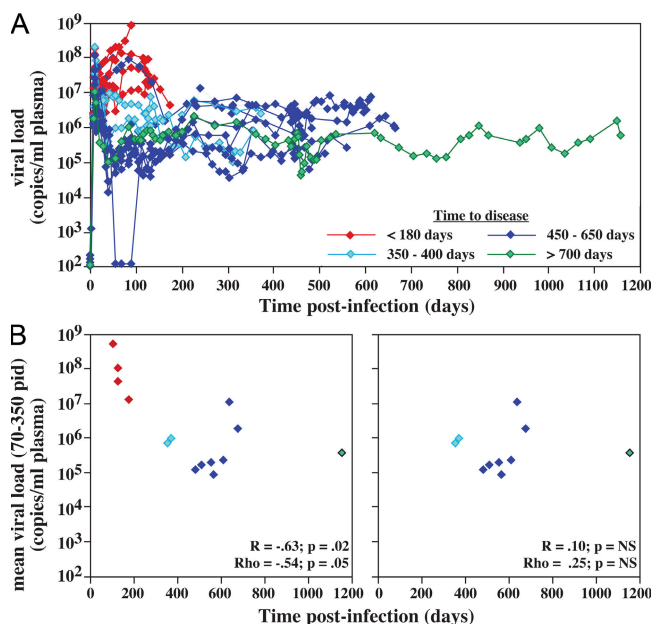 A
viral load
(copies/ml plasma)
10⁹
10⁸
10⁷
10⁶
10⁵
10⁴
10³
10²
Time to disease
< 180 days
450 - 650 days
350 - 400 days
> 700 days
0 100 200 300 400 500 600 700 800 900 1000 1100 1200
Time post-infection (days)
B
mean viral load (70-350 pid)
(copies/ml plasma)
10⁹
10⁸
10⁷
10⁶
10⁵
10⁴
10³
10²
R = -.63; p = .02
Rho = -.54; p = .05
R = .10; p = NS
Rho = .25; p = NS
0 200 400 600 800 1000 1200
0 200 400 600 800 1000 1200
Time post-infection (days)